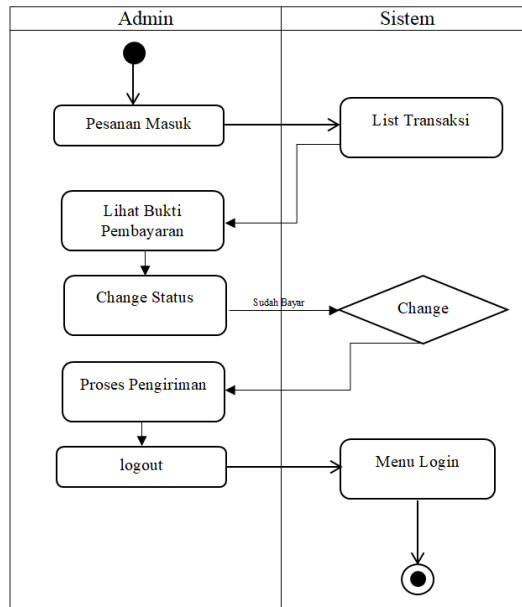 Admin
Sistem
Pesanan Masuk
List Transaksi
Lihat Bukti
Pembayaran
Change Status
Sudah Bayar
Change
Proses Pengiriman
logout
Menu Login